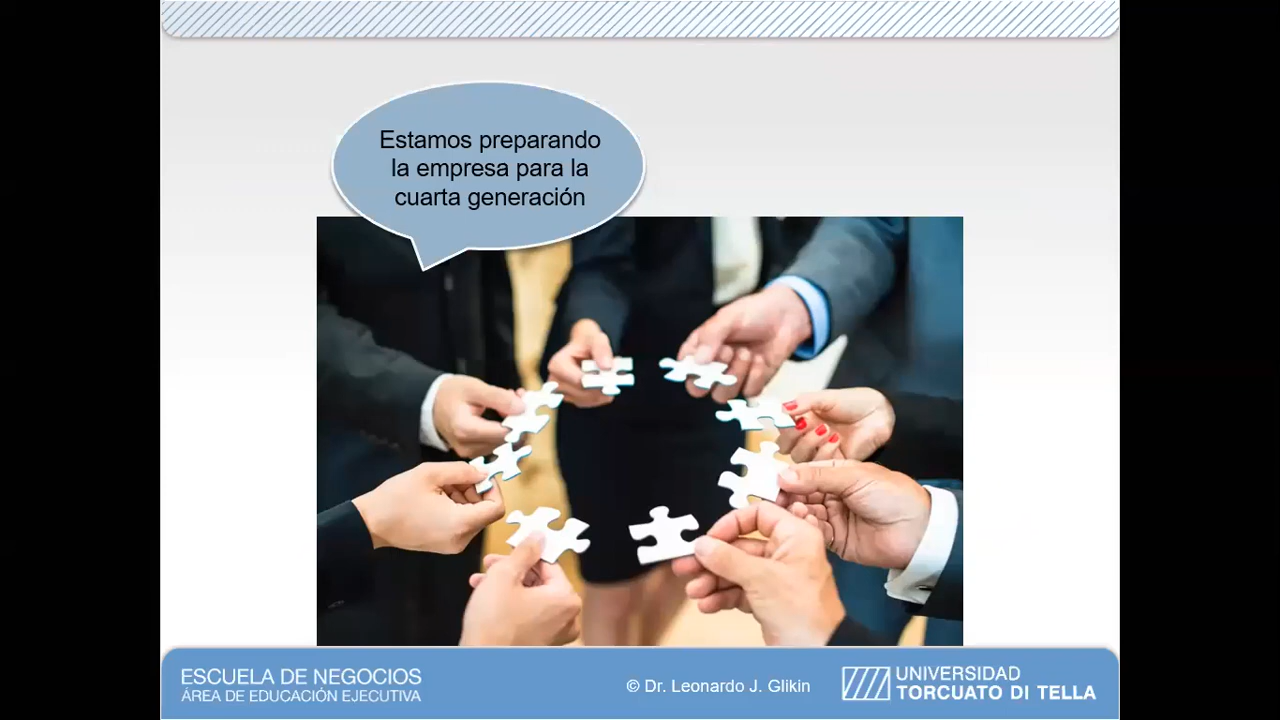 Estamos preparando
la empresa para la
cuarta generación
ESCUELA DE NEGOCIOS
ÁREA DE EDUCACIÓN EJECUTIVA
© Dr. Leonardo J. Glikin
UNIVERSIDAD
TORCUATO DI TELLA